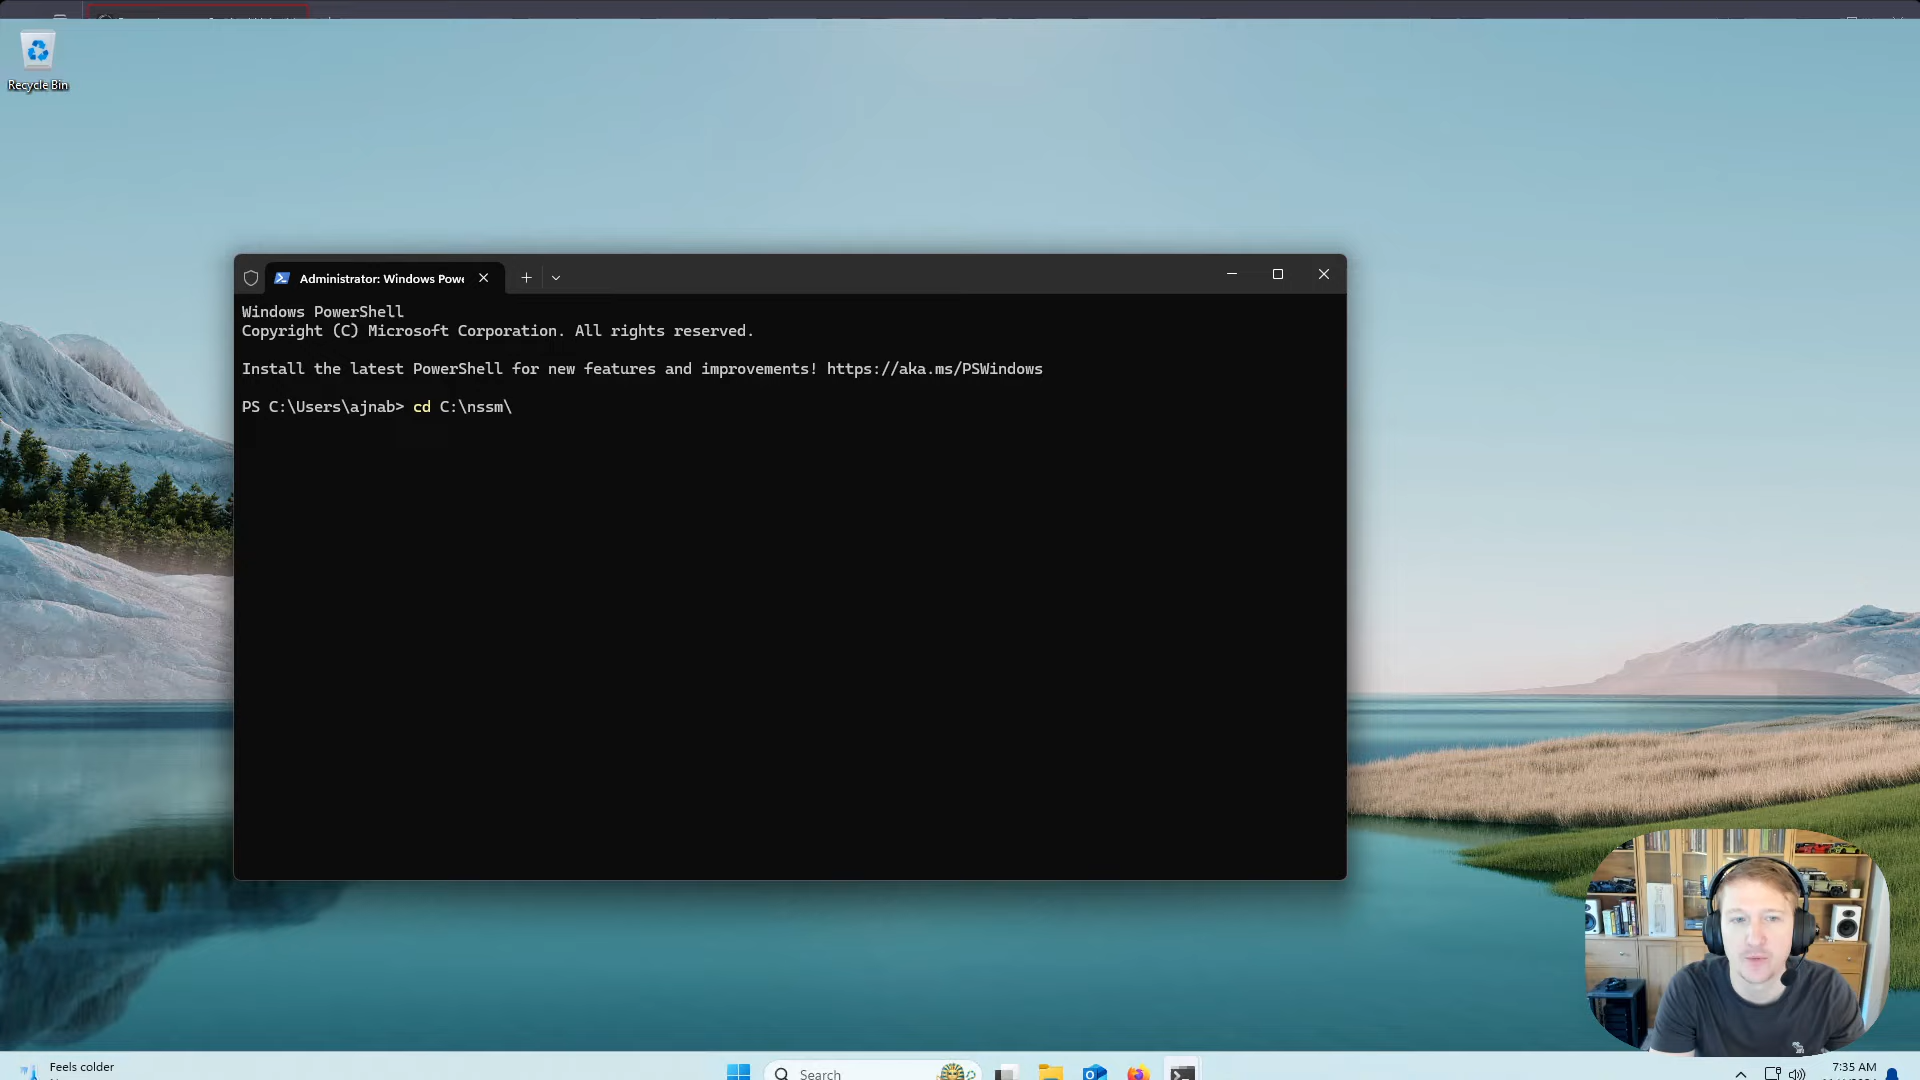 Recycle Bin
Administrator: Windows Powe
Windows PowerShell
Copyright (C) Microsoft Corporation. All rights reserved.
Install the latest PowerShell for new features and improvements! https://aka.ms/PSWindows
PS C:\Users\ajnab> cd C:\nssm\
Feels colder
Search
7:35 AM